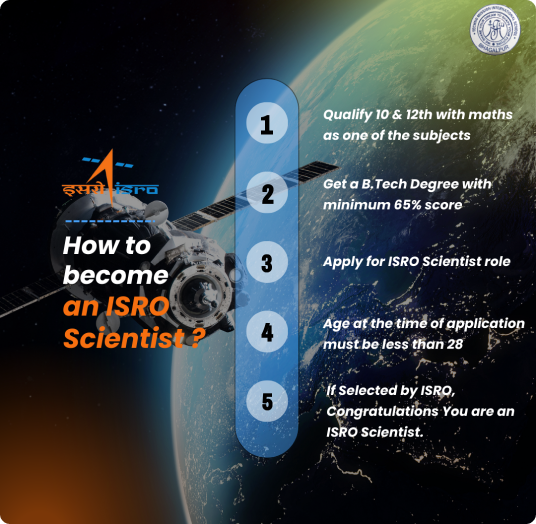 BHAGALPUR
इसरो isro
How to
become
an ISRO
Scientist ?
1
Qualify 10 & 12th with maths
as one of the subjects
2
Get a B.Tech Degree with
minimum 65% score
3
Apply for ISRO Scientist role
4
Age at the time of application
must be less than 28
5
If Selected by ISRO,
Congratulations You are an
ISRO Scientist.